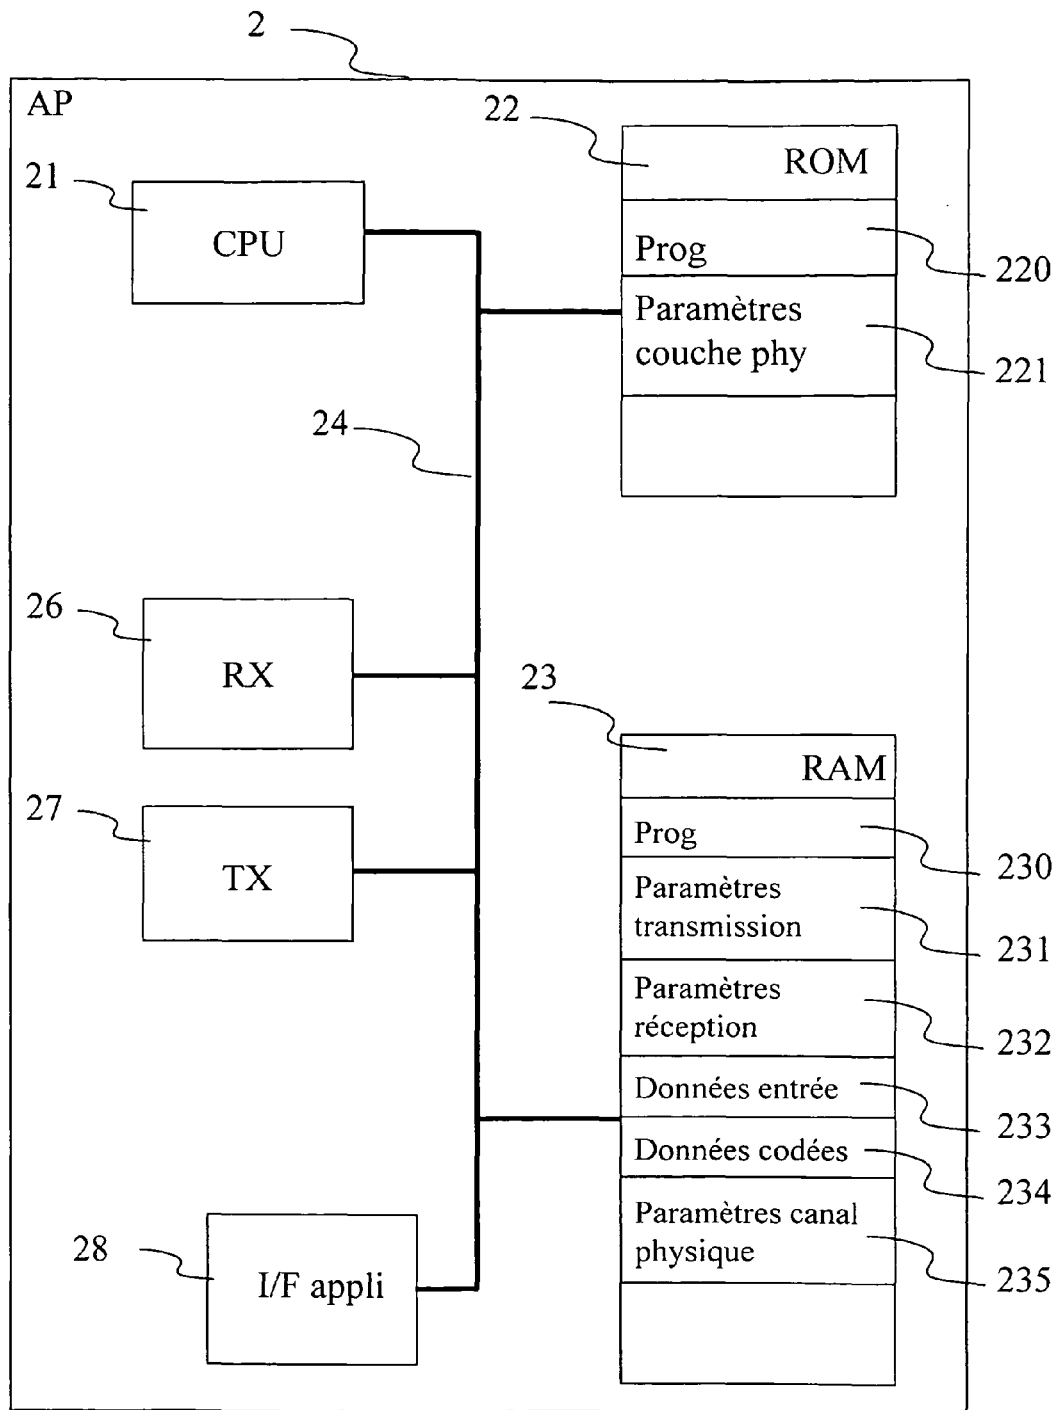 2
AP
22
ROM
21
CPU
Prog
220
Paramètres
couche phy
221
24
26
RX
23
RAM
27
TX
Prog
230
Paramètres
transmission
231
Paramètres
réception
232
Données entrée
233
Données codées
234
Paramètres canal
physique
235
28
I/F appli